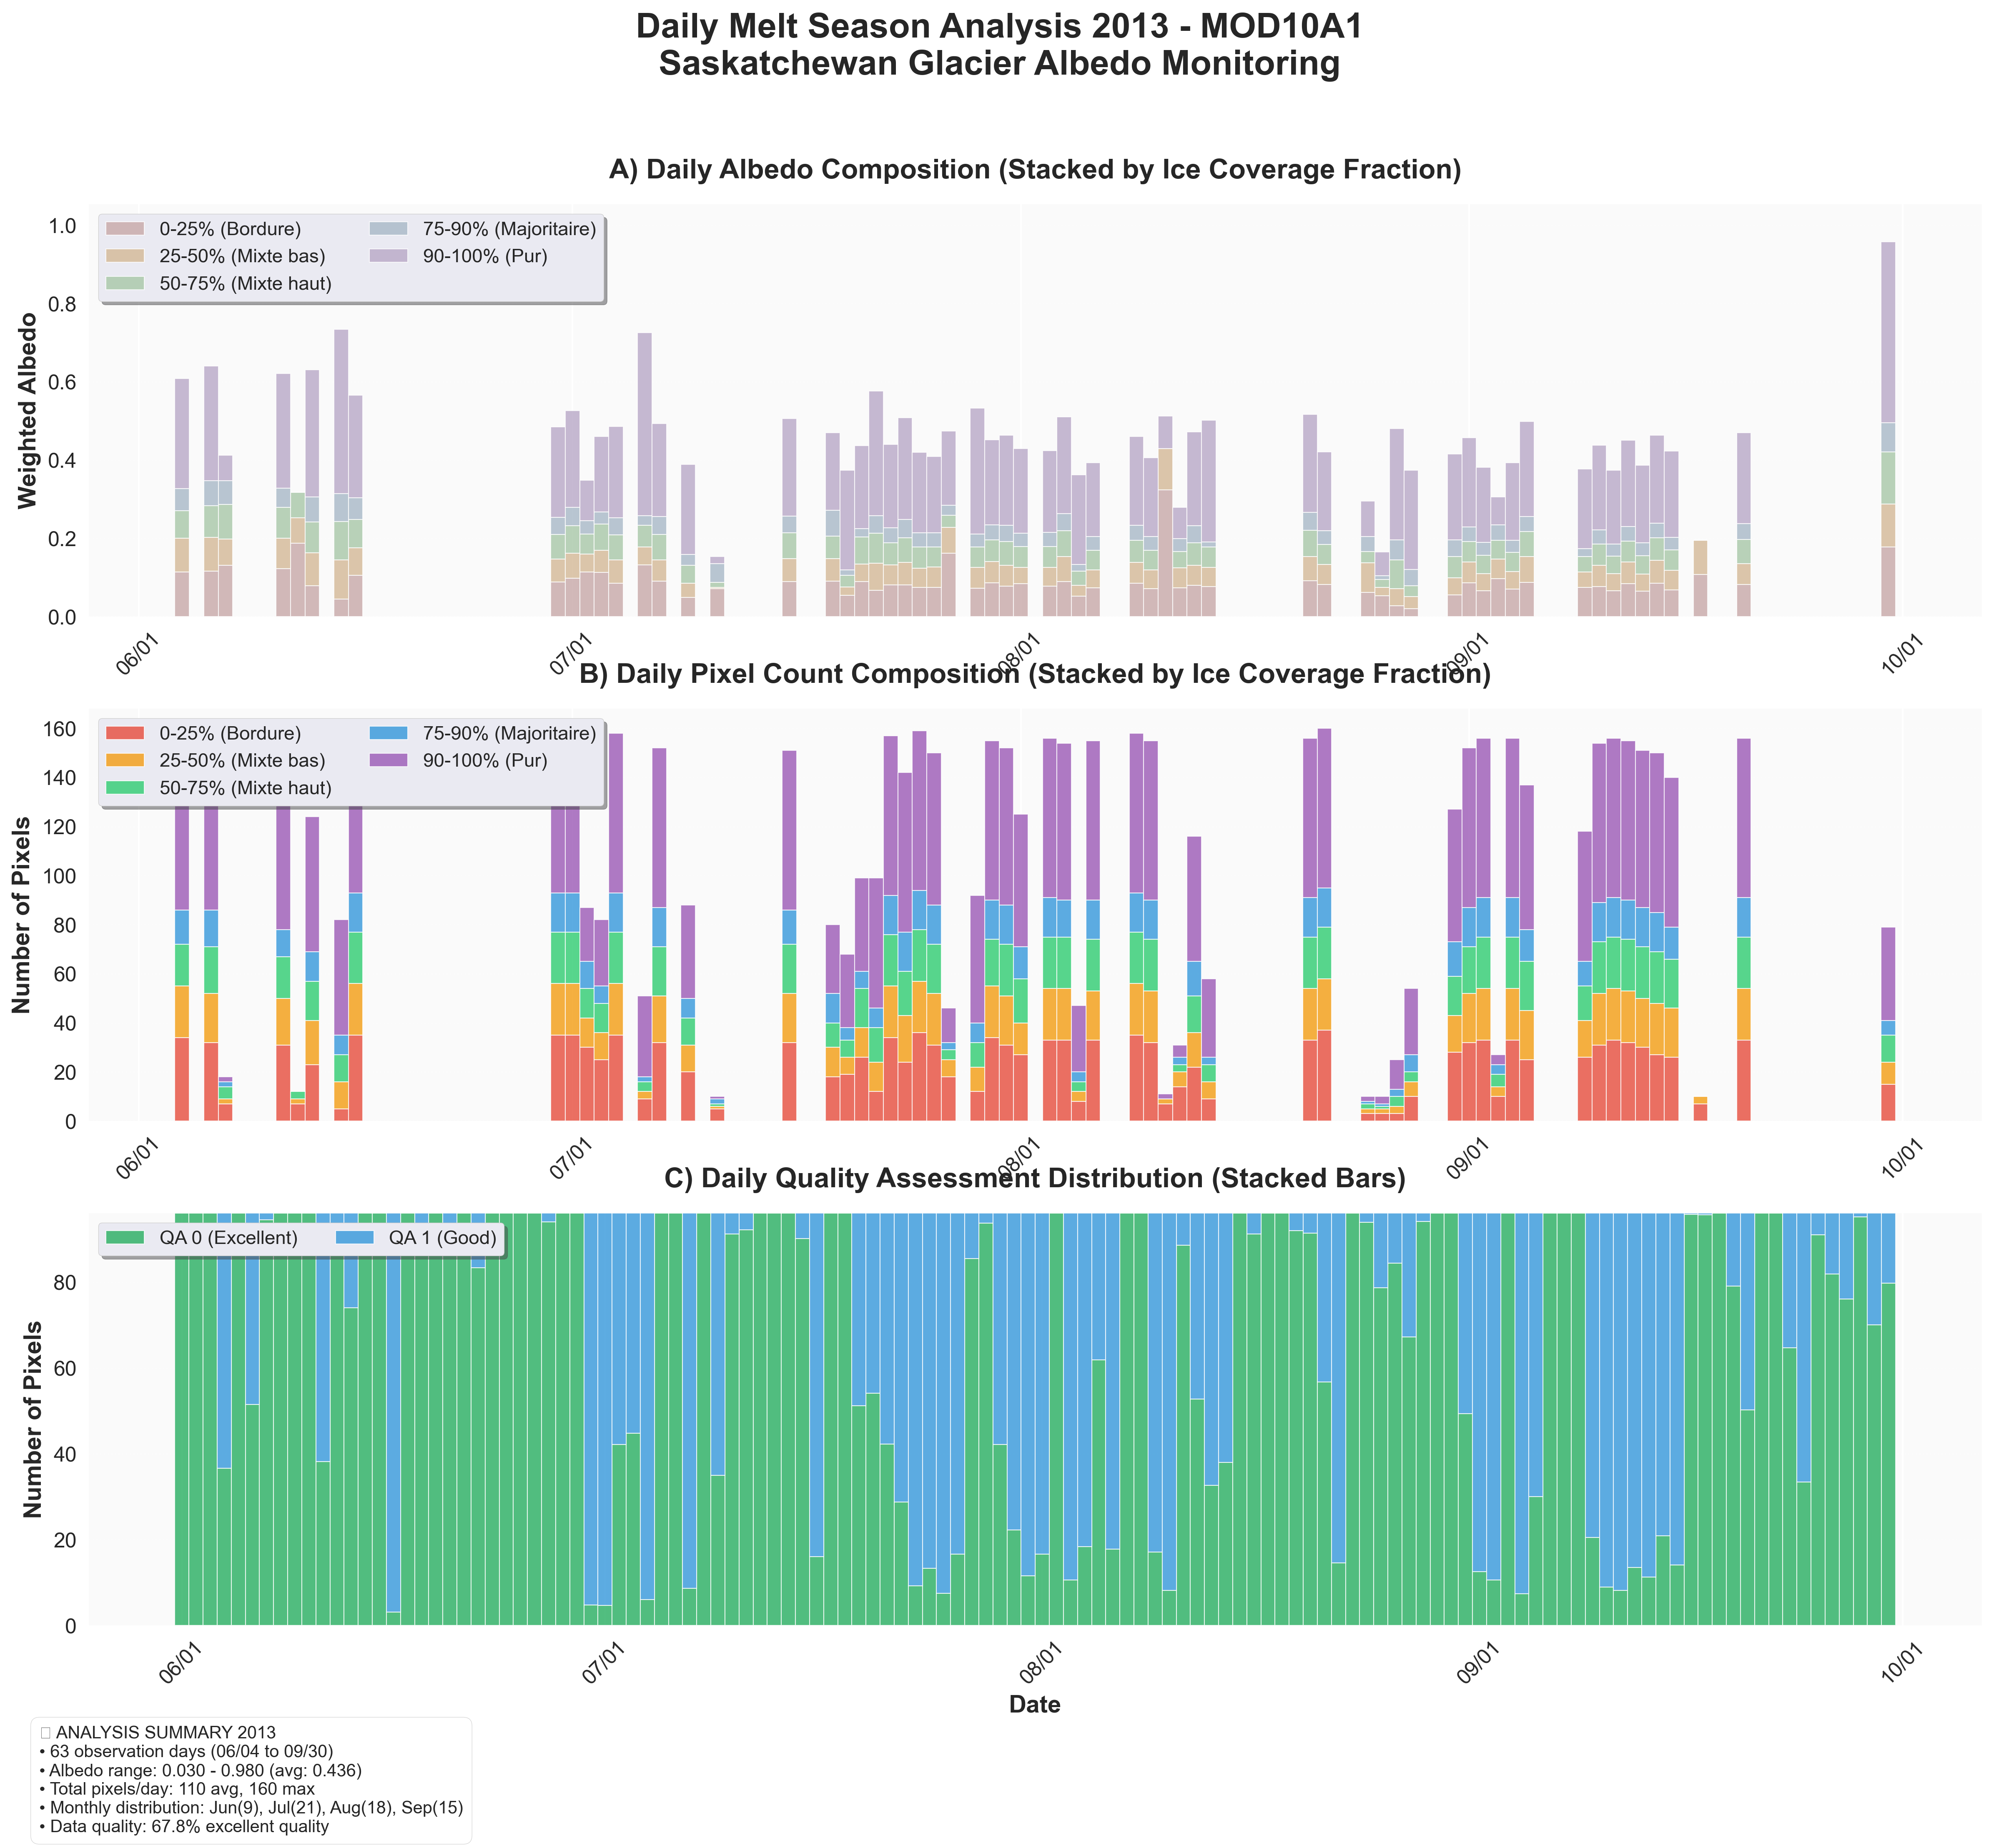 Daily Melt Season Analysis 2013 - MOD10A1
Saskatchewan Glacier Albedo Monitoring
A) Daily Albedo Composition (Stacked by Ice Coverage Fraction)
0-25% (Bordure)
25-50% (Mixte bas)
50-75% (Mixte haut)
75-90% (Majoritaire)
90-100% (Pur)
Weighted Albedo
1.0
0.8
0.6
0.4
0.2
0.0
06/01
07/01
08/01
09/01
10/01
B) Daily Pixel Count Composition (Stacked by Ice Coverage Fraction)
0-25% (Bordure)
25-50% (Mixte bas)
50-75% (Mixte haut)
75-90% (Majoritaire)
90-100% (Pur)
Number of Pixels
160
140
120
100
80
60
40
20
0
06/01
07/01
08/01
09/01
10/01
C) Daily Quality Assessment Distribution (Stacked Bars)
QA 0 (Excellent)
QA 1 (Good)
Number of Pixels
80
60
40
20
0
06/01
07/01
08/01
09/01
10/01
Date
ANALYSIS SUMMARY 2013
• 63 observation days (06/04 to 09/30)
• Albedo range: 0.030 - 0.980 (avg: 0.436)
• Total pixels/day: 110 avg, 160 max
• Monthly distribution: Jun(9), Jul(21), Aug(18), Sep(15)
• Data quality: 67.8% excellent quality